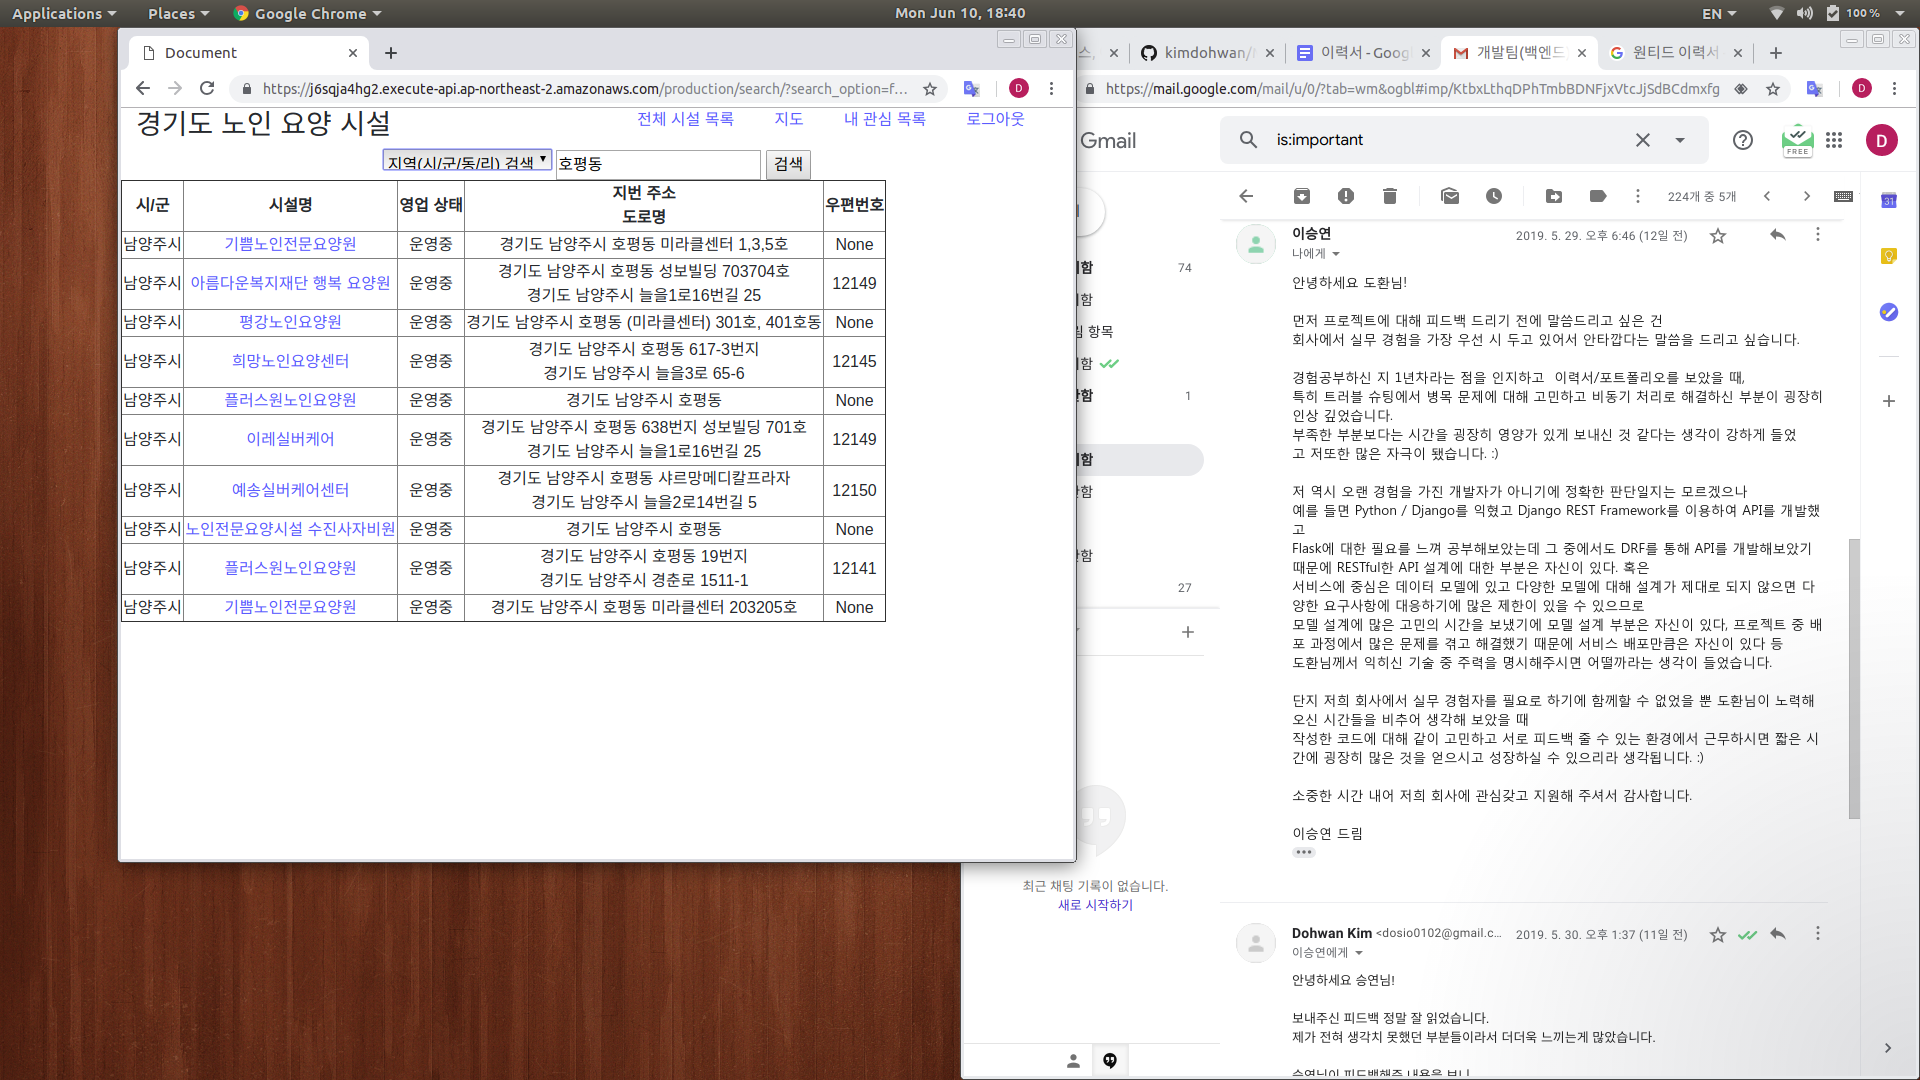 Applications
Places
Google Chrome
Mon Jun 10, 18:40
EN
100 %
Document
https://j6sqja4hg2.execute-api.ap-northeast-2.amazonaws.com/production/search/?search_option=f...
D
경기도 노인 요양 시설
전체 시설 목록
지도
내 관심 목록
로그아웃
지역(시/군/동/리) 검색
호평동
검색
시/군 시설명 영업 상태 지번 주소 우편번호
도로명
남양주시 기쁨노인전문요양원 운영중 경기도 남양주시 호평동 미라클센터 1,3,5호 None
남양주시 아름다운복지재단 행복 요양원 운영중 경기도 남양주시 호평동 성보빌딩 703704호 12149
경기도 남양주시 늘을1로16번길 25
남양주시 평강노인요양원 운영중 경기도 남양주시 호평동 (미라클센터) 301호, 401호동 None
남양주시 희망노인요양센터 운영중 경기도 남양주시 호평동 617-3번지 12145
경기도 남양주시 늘을3로 65-6
남양주시 플러스원노인요양원 운영중 경기도 남양주시 호평동 None
남양주시 이레실버케어 운영중 경기도 남양주시 호평동 638번지 성보빌딩 701호 12149
경기도 남양주시 늘을1로16번길 25
남양주시 예송실버케어센터 운영중 경기도 남양주시 호평동 샤르망메디칼프라자 12150
경기도 남양주시 늘을2로14번길 5
남양주시 노인전문요양시설 수진사자비원 운영중 경기도 남양주시 호평동 None
남양주시 플러스원노인요양원 운영중 경기도 남양주시 호평동 19번지 12141
경기도 남양주시 경춘로 1511-1
남양주시 기쁨노인전문요양원 운영중 경기도 남양주시 호평동 미라클센터 203205호 None
스,
kimdohwan/
이력서 - Goog
개발팀(백엔드
원티드 이력서
https://mail.google.com/mail/u/0/?tab=wm&ogbl#imp/KtbxLthqDPhTmbBDNFjxVtcJjSdBCdmxfg
D
Gmail
is:important
FREE
D
224개 중 5개
31
함 74
함
항목
함
함 1
함
함
함
27
최근 채팅 기록이 없습니다.
새로 시작하기
이승연
2019. 5. 29. 오후 6:46 (12일 전)
나에게
안녕하세요 도환님!
먼저 프로젝트에 대해 피드백 드리기 전에 말씀드리고 싶은 건
회사에서 실무 경험을 가장 우선 시 두고 있어서 안타깝다는 말씀을 드리고 싶습니다.
경험공부하신 지 1년차라는 점을 인지하고 이력서/포트폴리오를 보았을 때,
특히 트러블 슈팅에서 병목 문제에 대해 고민하고 비동기 처리로 해결하신 부분이 굉장히
인상 깊었습니다.
부족한 부분보다는 시간을 굉장히 영양가 있게 보내신 것 같다는 생각이 강하게 들었
고 저또한 많은 자극이 됐습니다. :)
저 역시 오랜 경험을 가진 개발자가 아니기에 정확한 판단일지는 모르겠으나
예를 들면 Python / Django를 익혔고 Django REST Framework를 이용하여 API를 개발했
고
Flask에 대한 필요를 느껴 공부해보았는데 그 중에서도 DRF를 통해 API를 개발해보았기
때문에 RESTful한 API 설계에 대한 부분은 자신이 있다. 혹은
서비스에 중심은 데이터 모델에 있고 다양한 모델에 대해 설계가 제대로 되지 않으면 다
양한 요구사항에 대응하기에 많은 제한이 있을 수 있으므로
모델 설계에 많은 고민의 시간을 보냈기에 모델 설계 부분은 자신이 있다, 프로젝트 중 배
포 과정에서 많은 문제를 겪고 해결했기 때문에 서비스 배포만큼은 자신이 있다 등
도환님께서 익히신 기술 중 주력을 명시해주시면 어떨까라는 생각이 들었습니다.
단지 저희 회사에서 실무 경험자를 필요로 하기에 함께할 수 없었을 뿐 도환님이 노력해
오신 시간들을 비추어 생각해 보았을 때
작성한 코드에 대해 같이 고민하고 서로 피드백 줄 수 있는 환경에서 근무하시면 짧은 시
간에 굉장히 많은 것을 얻으시고 성장하실 수 있으리라 생각됩니다. :)
소중한 시간 내어 저희 회사에 관심갖고 지원해 주셔서 감사합니다.
이승연 드림
Dohwan Kim <dosio0102@gmail.c...
2019. 5. 30. 오후 1:37 (11일 전)
이승연에게
안녕하세요 승연님!
보내주신 피드백 정말 잘 읽었습니다.
제가 전혀 생각치 못했던 부분들이라서 더더욱 느끼는게 많았습니다.
승연님이 피드백해준 내용을 보니